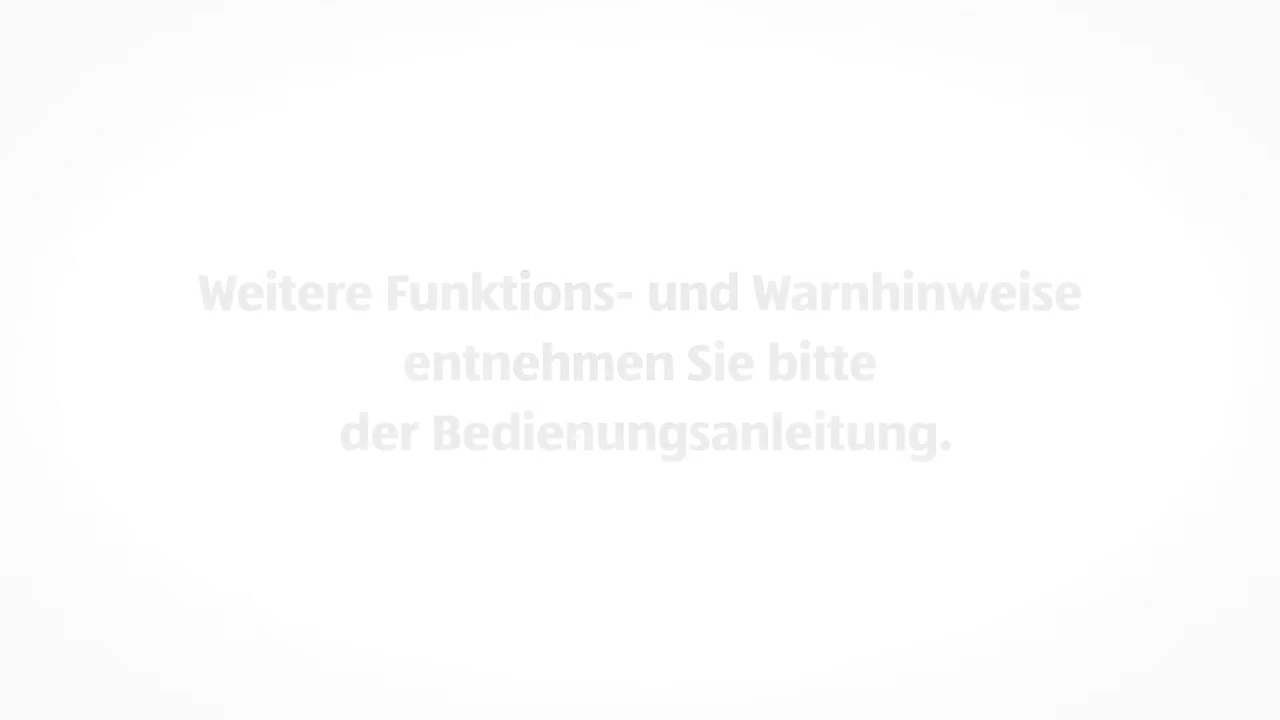 Weitere Funktions- und Warnhinweise
entnehmen Sie bitte
der Bedienungsanleitung.